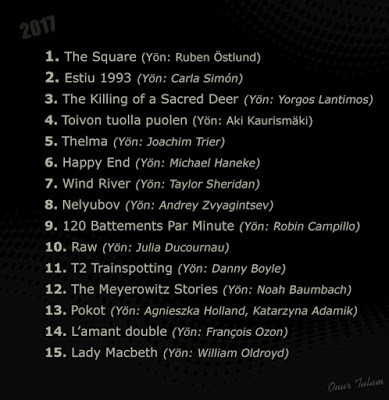 2017
1. The Square (Yön: Ruben Östlund)
2. Estiu 1993 (Yön: Carla Simón)
3. The Killing of a Sacred Deer (Yön: Yorgos Lantimos)
4. Toivon tuolla puolen (Yön: Aki Kaurismäki)
5. Thelma (Yön: Joachim Trier)
6. Happy End (Yön: Michael Haneke)
7. Wind River (Yön: Taylor Sheridan)
8. Nelyubov (Yön: Andrey Zvyagintsev)
9. 120 Battements Par Minute (Yön: Robin Campillo)
10. Raw (Yön: Julia Ducournau)
11. T2 Trainspotting (Yön: Danny Boyle)
12. The Meyerowitz Stories (Yön: Noah Baumbach)
13. Pokot (Yön: Agnieszka Holland, Katarzyna Adamik)
14. L'amant double (Yön: François Ozon)
15. Lady Macbeth (Yön: William Oldroyd)
Onur Tulum